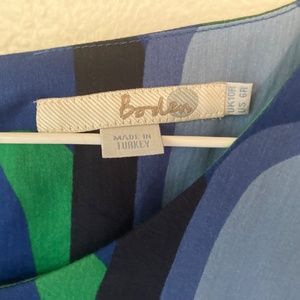 Boden
UK10R
US 6R
MADE IN
TURKEY